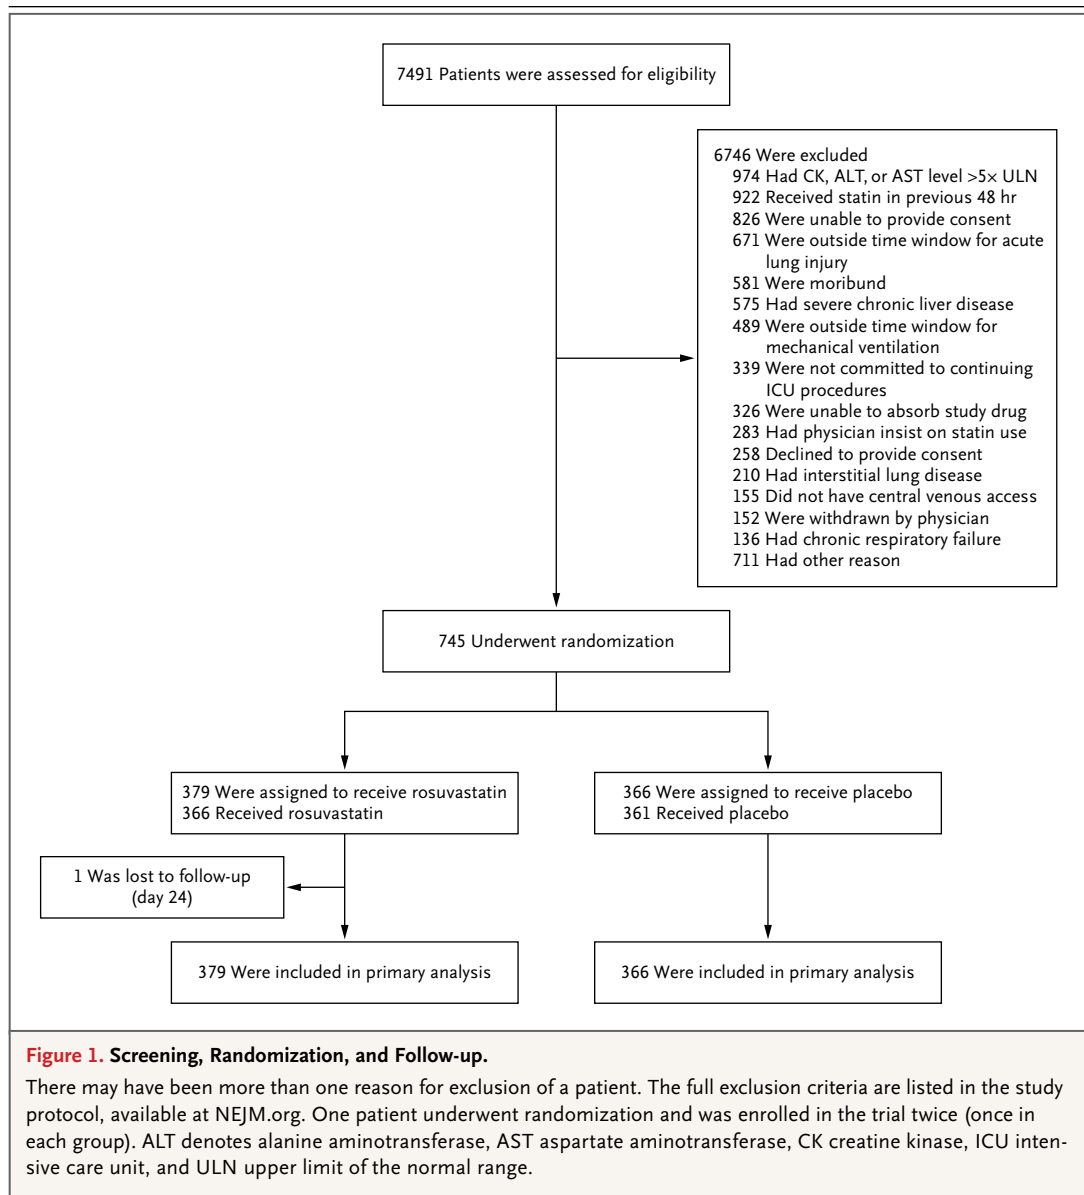 7491 Patients were assessed for eligibility
6746 Were excluded
974 Had CK, ALT, or AST level >5× ULN
922 Received statin in previous 48 hr
826 Were unable to provide consent
671 Were outside time window for acute
lung injury
581 Were moribund
575 Had severe chronic liver disease
489 Were outside time window for
mechanical ventilation
339 Were not committed to continuing
ICU procedures
326 Were unable to absorb study drug
283 Had physician insist on statin use
258 Declined to provide consent
210 Had interstitial lung disease
155 Did not have central venous access
152 Were withdrawn by physician
136 Had chronic respiratory failure
711 Had other reason
745 Underwent randomization
379 Were assigned to receive rosuvastatin
366 Received rosuvastatin
366 Were assigned to receive placebo
361 Received placebo
1 Was lost to follow-up
(day 24)
379 Were included in primary analysis
366 Were included in primary analysis
Figure 1. Screening, Randomization, and Follow-up.
There may have been more than one reason for exclusion of a patient. The full exclusion criteria are listed in the study
protocol, available at NEJM.org. One patient underwent randomization and was enrolled in the trial twice (once in
each group). ALT denotes alanine aminotransferase, AST aspartate aminotransferase, CK creatine kinase, ICU inten-
sive care unit, and ULN upper limit of the normal range.